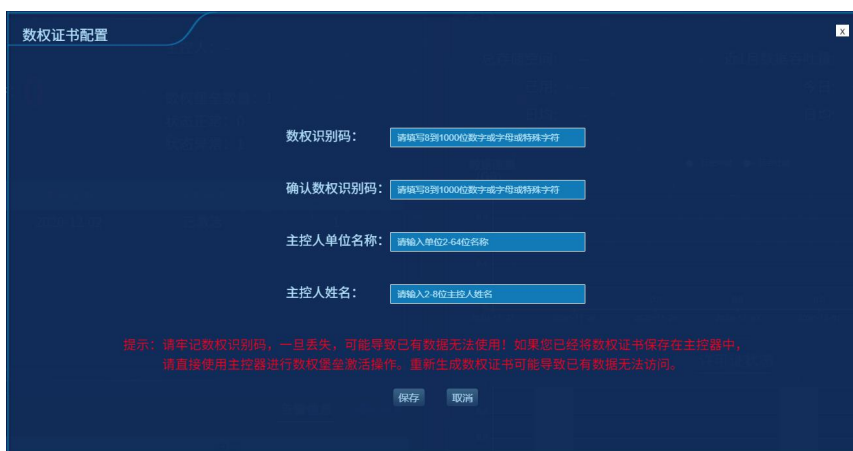 数权证书配置
x
数权识别码：
请填写8到1000位数字或字母或特殊字符
确认数权识别码：
请填写8到1000位数字或字母或特殊字符
主控人单位名称：
请输入单位2-64位名称
主控人姓名：
请输入2-8位主控人姓名
提示：请牢记数权识别码，一旦丢失，可能导致已有数据无法使用！如果您已经将数权证书保存在主控器中，
请直接使用主控器进行数权堡垒激活操作。重新生成数权证书可能导致已有数据无法访问。
保存
取消